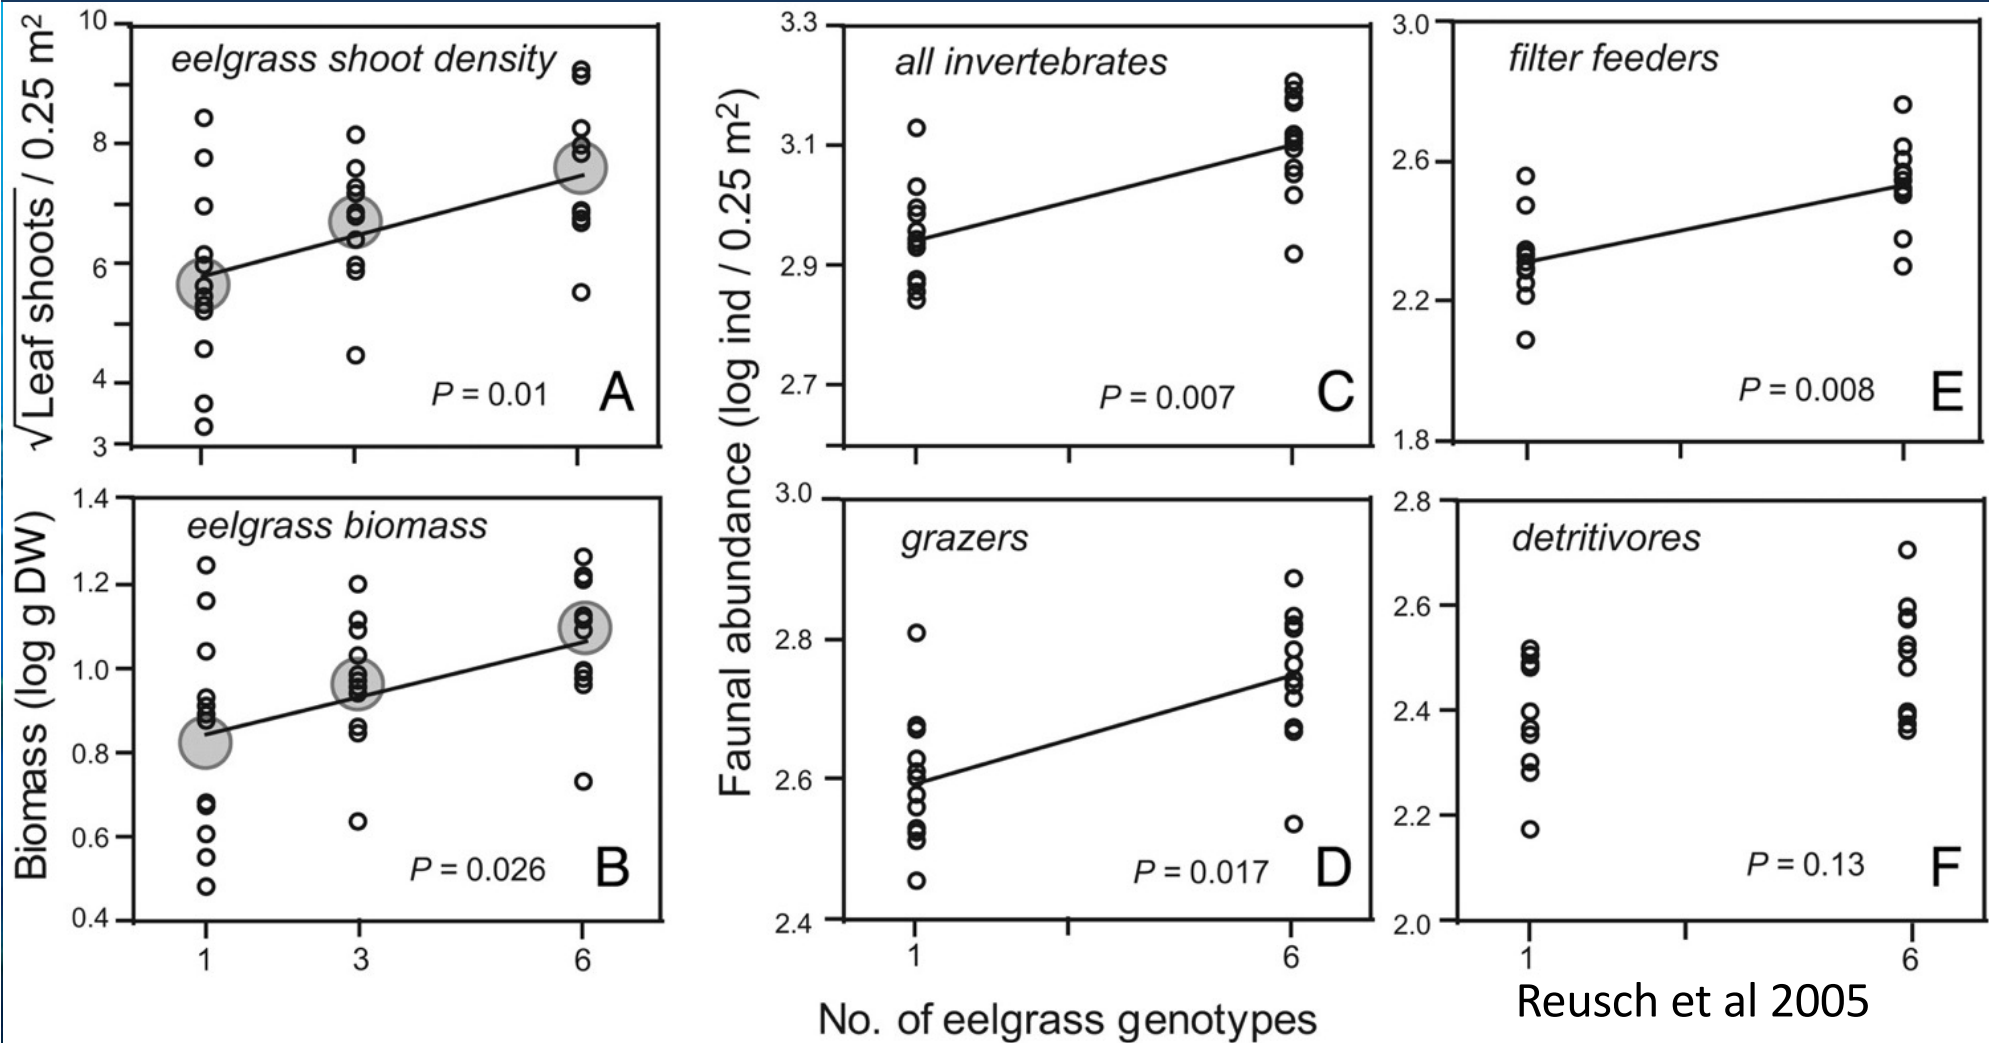 √Leaf shoots / 0.25 m²
10
8
6
4
3
eelgrass shoot density
P = 0.01
A
Biomass (log g DW)
1.4
1.2
1.0
0.8
0.6
0.4
eelgrass biomass
P = 0.026
B
1 3 6
Faunal abundance (log ind / 0.25 m²)
3.3
3.1
2.9
2.7
all invertebrates
P = 0.007
C
3.0
2.8
2.6
2.4
grazers
P = 0.017
D
1 6
3.0
2.6
2.2
1.8
filter feeders
P = 0.008
E
2.8
2.6
2.4
2.2
2.0
detritivores
P = 0.13
F
1 6
No. of eelgrass genotypes
Reusch et al 2005